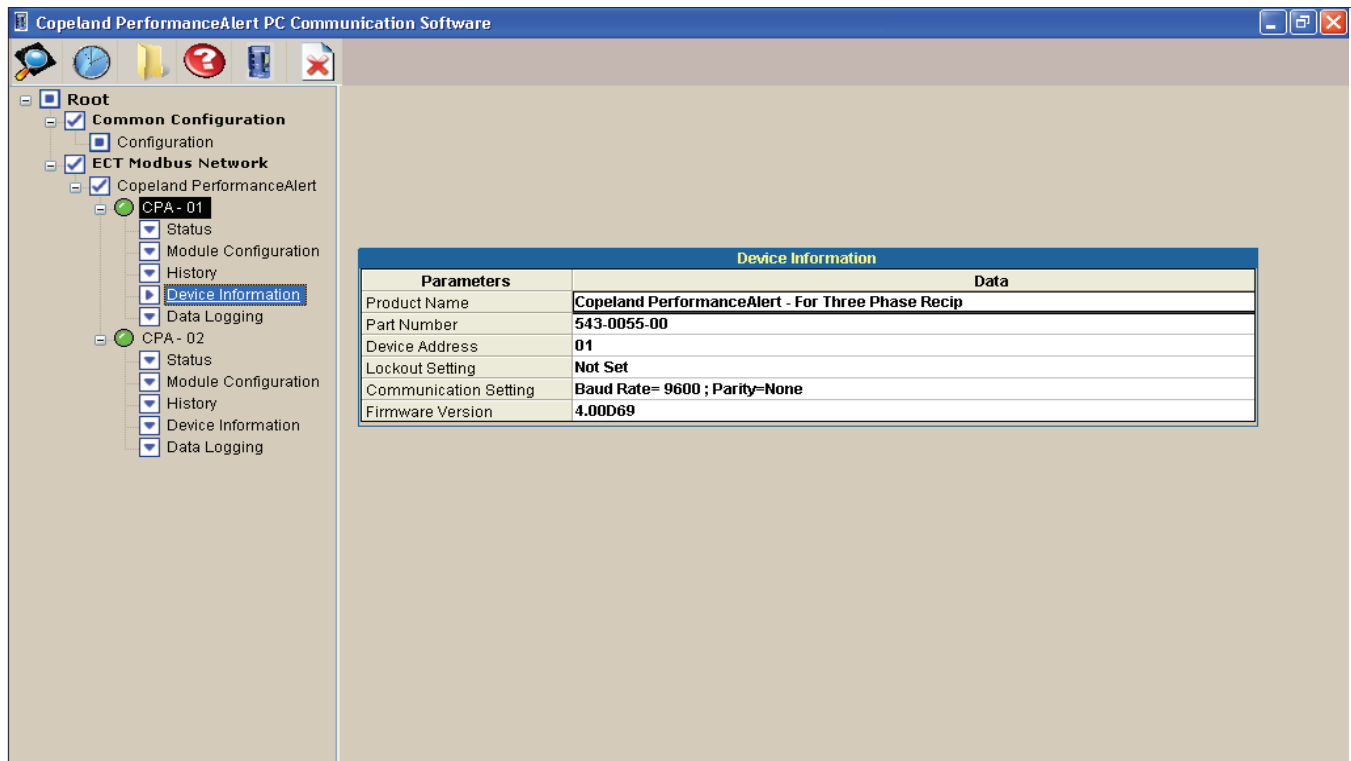 Copeland PerformanceAlert PC Communication Software
Root
Common Configuration
Configuration
ECT Modbus Network
Copeland PerformanceAlert
CPA - 01
Status
Module Configuration
History
Device Information
Data Logging
CPA - 02
Status
Module Configuration
History
Device Information
Data Logging
Device Information
Parameters Data
Product Name Copeland PerformanceAlert - For Three Phase Recip
Part Number 543-0055-00
Device Address 01
Lockout Setting Not Set
Communication Setting Baud Rate= 9600 ; Parity=None
Firmware Version 4.00D69